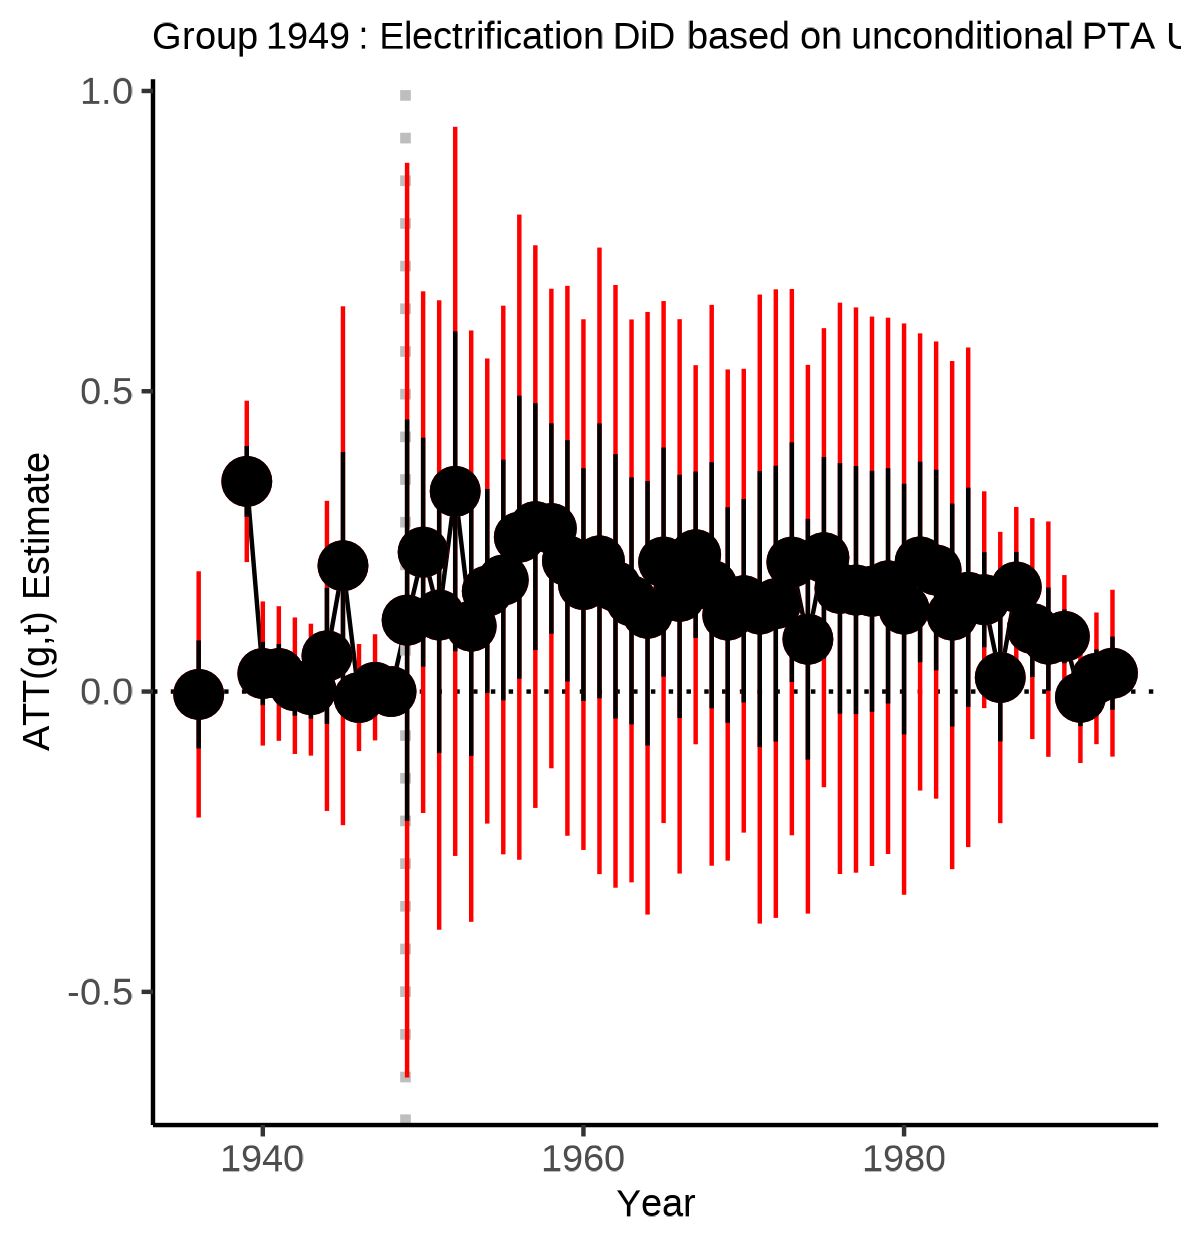 Group 1949 : Electrification DiD based on unconditional PTA
1.0
0.5
0.0
-0.5
ATT(g,t) Estimate
1940 1960 1980
Year